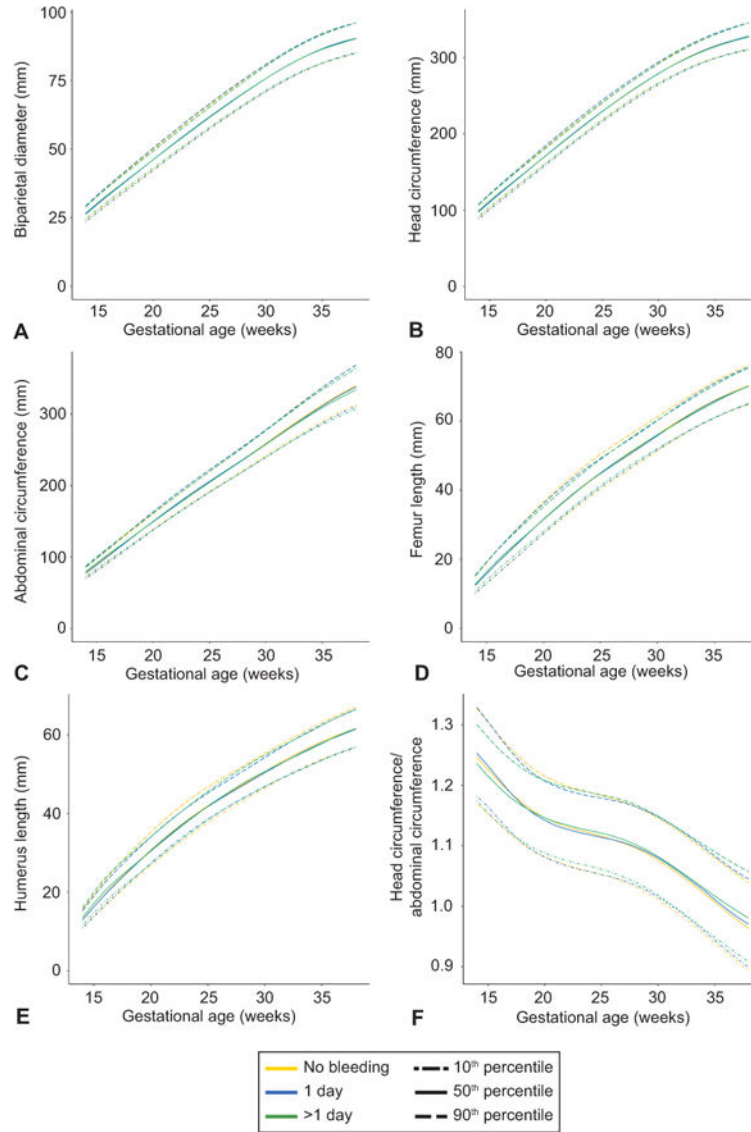 100
75
50
25
0
Biparietal diameter (mm)
15 20 25 30 35
A Gestational age (weeks)
300
200
100
0
Head circumference (mm)
15 20 25 30 35
B Gestational age (weeks)
300
200
100
0
Abdominal circumference (mm)
15 20 25 30 35
C Gestational age (weeks)
80
60
40
20
0
Femur length (mm)
15 20 25 30 35
D Gestational age (weeks)
60
40
20
0
Humerus length (mm)
15 20 25 30 35
E Gestational age (weeks)
1.3
1.2
1.1
1.0
0.9
Head circumference/
abdominal circumference
15 20 25 30 35
F Gestational age (weeks)
No bleeding 10th percentile
1 day 50th percentile
>1 day 90th percentile